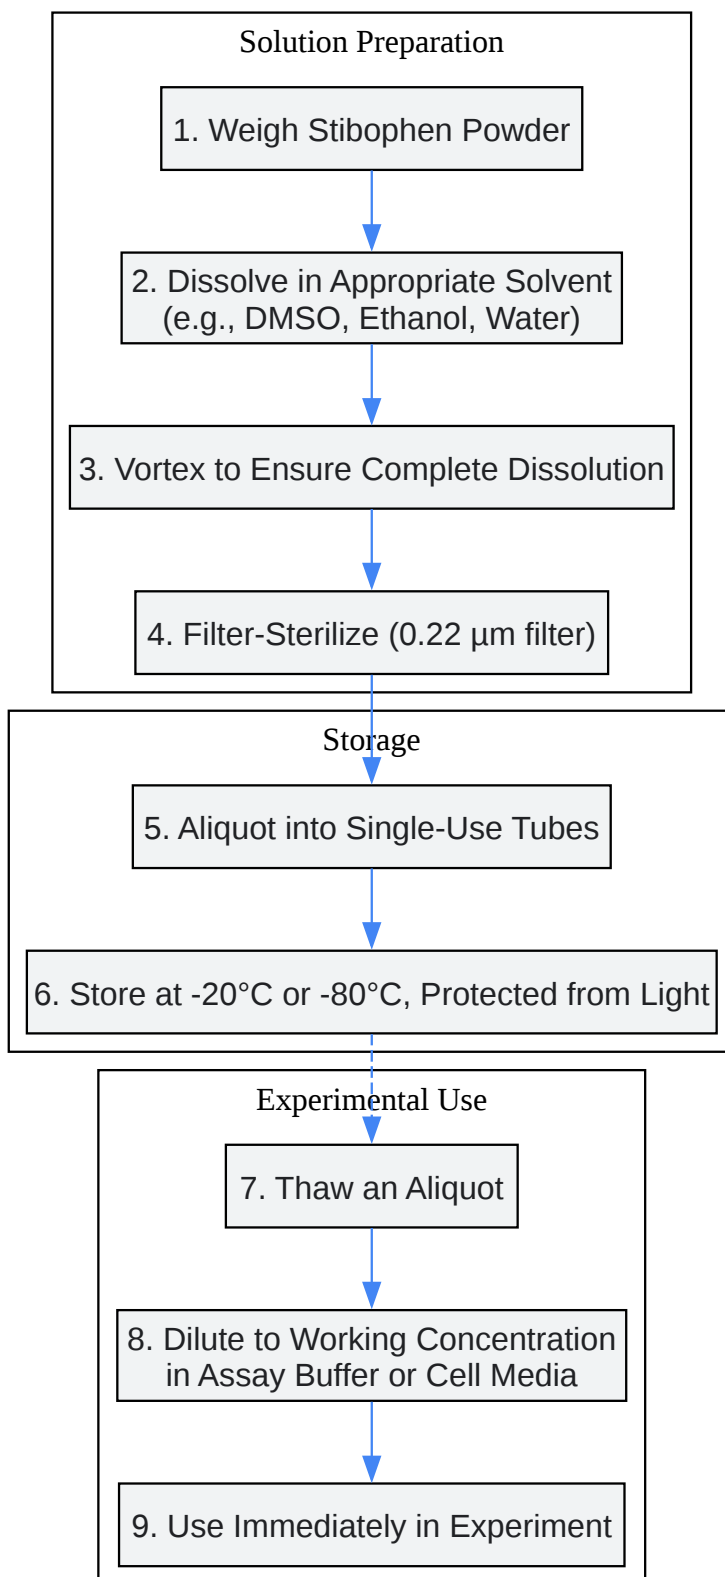 Solution Preparation
1. Weigh Stibophen Powder
2. Dissolve in Appropriate Solvent
(e.g., DMSO, Ethanol, Water)
3. Vortex to Ensure Complete Dissolution
4. Filter-Sterilize (0.22 µm filter)
Storage
5. Aliquot into Single-Use Tubes
6. Store at -20°C or -80°C, Protected from Light
Experimental Use
7. Thaw an Aliquot
8. Dilute to Working Concentration
in Assay Buffer or Cell Media
9. Use Immediately in Experiment